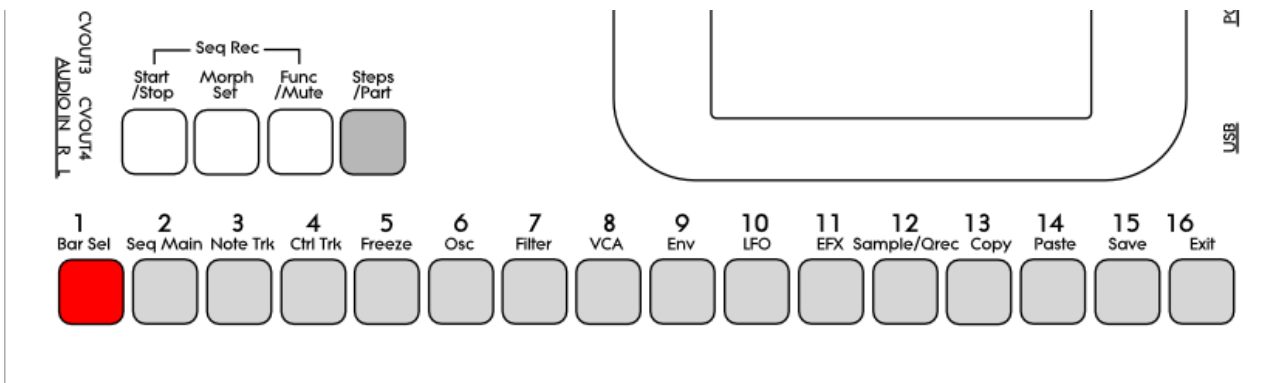 CVOUT3 CVOUT4
AUDIO IN R L
Seq Rec
Start
/Stop
Morph
Set
Func
/Mute
Steps
/Part
USB
1 2 3 4 5 6 7 8 9 10 11 12 13 14 15 16
Bar Sel Seq Main Note Trk Ctrl Trk Freeze Osc Filter VCA Env LFO EFX Sample/Qrec Copy Paste Save Exit